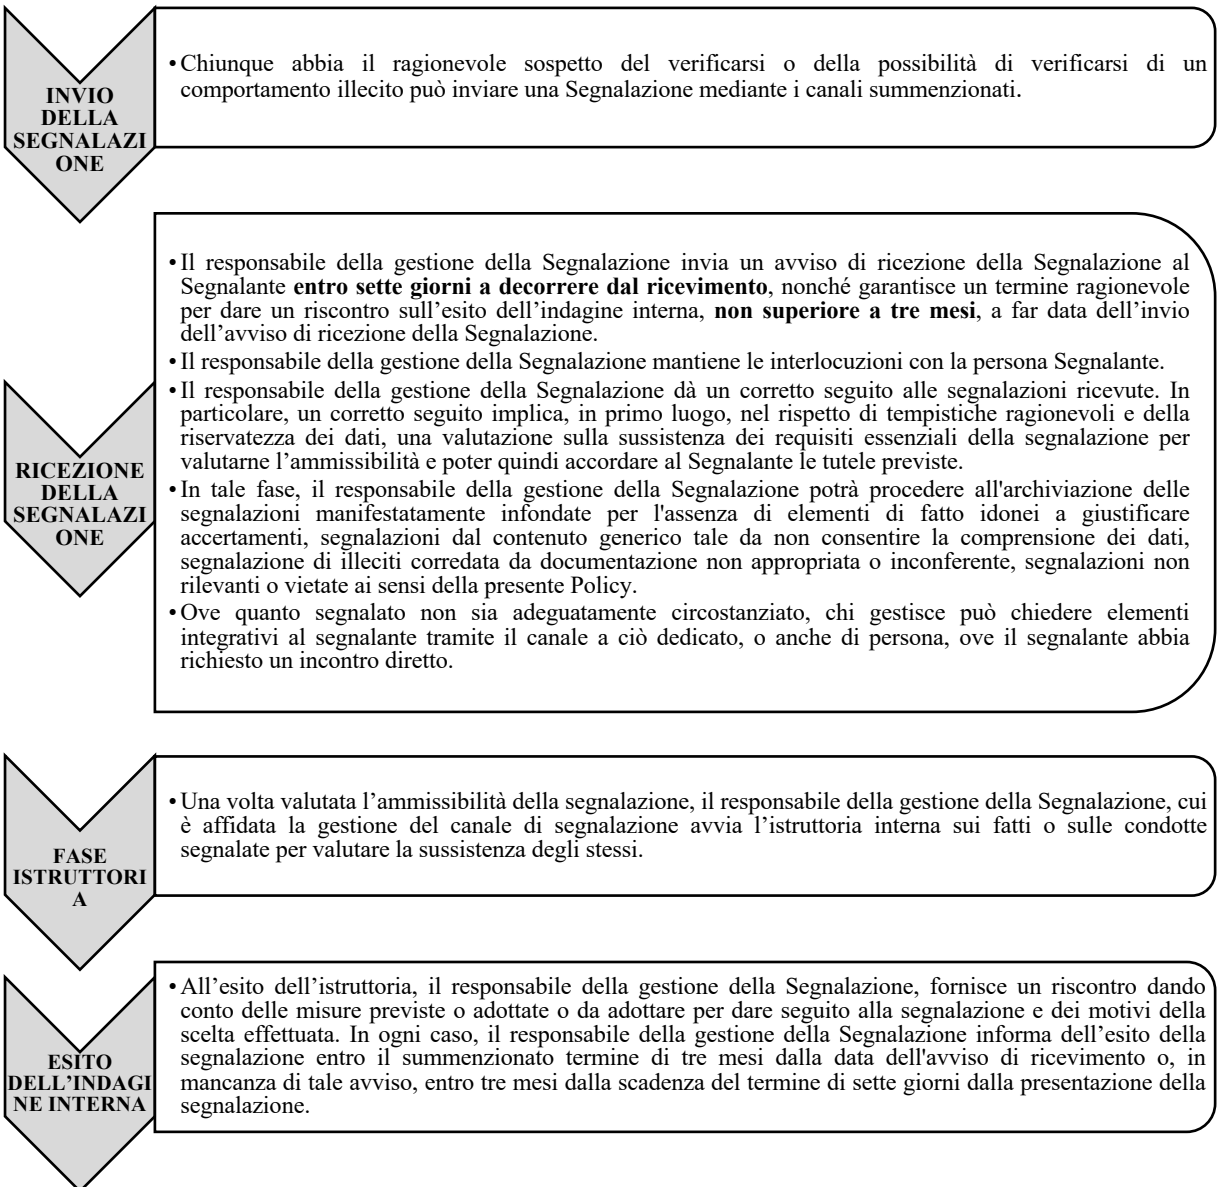 INVIO
DELLA
SEGNALAZI
ONE
•Chiunque abbia il ragionevole sospetto del verificarsi o della possibilità di verificarsi di un
comportamento illecito può inviare una Segnalazione mediante i canali summenzionati.
RICEZIONE
DELLA
SEGNALAZI
ONE
•Il responsabile della gestione della Segnalazione invia un avviso di ricezione della Segnalazione al
Segnalante entro sette giorni a decorrere dal ricevimento, nonché garantisce un termine ragionevole
per dare un riscontro sull’esito dell’indagine interna, non superiore a tre mesi, a far data dell’invio
dell’avviso di ricezione della Segnalazione.
•Il responsabile della gestione della Segnalazione mantiene le interlocuzioni con la persona Segnalante.
•Il responsabile della gestione della Segnalazione dà un corretto seguito alle segnalazioni ricevute. In
particolare, un corretto seguito implica, in primo luogo, nel rispetto di tempistiche ragionevoli e della
riservatezza dei dati, una valutazione sulla sussistenza dei requisiti essenziali della segnalazione per
valutarne l’ammissibilità e poter quindi accordare al Segnalante le tutele previste.
•In tale fase, il responsabile della gestione della Segnalazione potrà procedere all'archiviazione delle
segnalazioni manifestatamente infondate per l'assenza di elementi di fatto idonei a giustificare
accertamenti, segnalazioni dal contenuto generico tale da non consentire la comprensione dei dati,
segnalazione di illeciti corredata da documentazione non appropriata o inconferente, segnalazioni non
rilevanti o vietate ai sensi della presente Policy.
•Ove quanto segnalato non sia adeguatamente circostanziato, chi gestisce può chiedere elementi
integrativi al segnalante tramite il canale a ciò dedicato, o anche di persona, ove il segnalante abbia
richiesto un incontro diretto.
FASE
ISTRUTTORI
A
•Una volta valutata l’ammissibilità della segnalazione, il responsabile della gestione della Segnalazione, cui
è affidata la gestione del canale di segnalazione avvia l’istruttoria interna sui fatti o sulle condotte
segnalate per valutare la sussistenza degli stessi.
ESITO
DELL’INDAGI
NE INTERNA
•All’esito dell’istruttoria, il responsabile della gestione della Segnalazione, fornisce un riscontro dando
conto delle misure previste o adottate o da adottare per dare seguito alla segnalazione e dei motivi della
scelta effettuata. In ogni caso, il responsabile della gestione della Segnalazione informa dell’esito della
segnalazione entro il summenzionato termine di tre mesi dalla data dell'avviso di ricevimento o, in
mancanza di tale avviso, entro tre mesi dalla scadenza del termine di sette giorni dalla presentazione della
segnalazione.